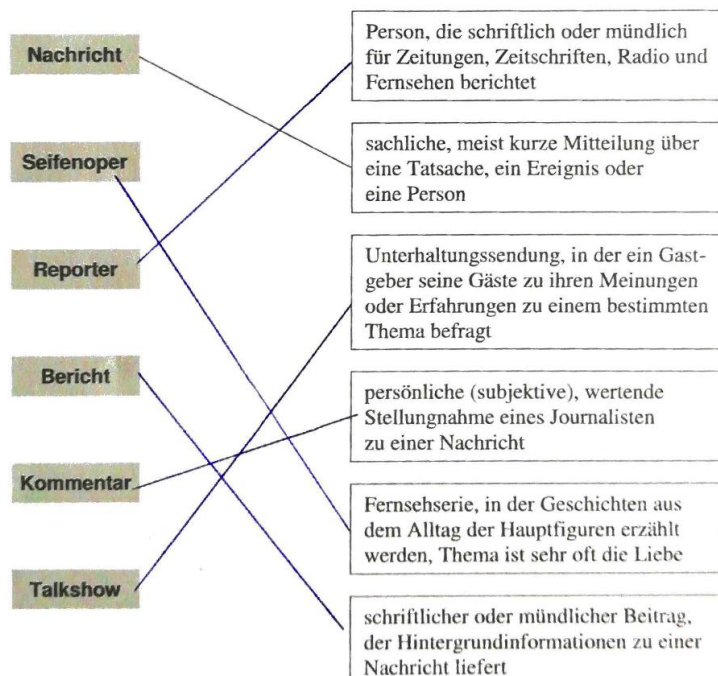 Nachricht
Seifenoper
Reporter
Bericht
Kommentar
Talkshow
Person, die schriftlich oder mündlich
für Zeitungen, Zeitschriften, Radio und
Fernsehen berichtet
sachliche, meist kurze Mitteilung über
eine Tatsache, ein Ereignis oder
eine Person
Unterhaltungssendung, in der ein Gast-
geber seine Gäste zu ihren Meinungen
oder Erfahrungen zu einem bestimmten
Thema befragt
persönliche (subjektive), wertende
Stellungnahme eines Journalisten
zu einer Nachricht
Fernsehserie, in der Geschichten aus
dem Alltag der Hauptfiguren erzählt
werden, Thema ist sehr oft die Liebe
schriftlicher oder mündlicher Beitrag,
der Hintergrundinformationen zu einer
Nachricht liefert